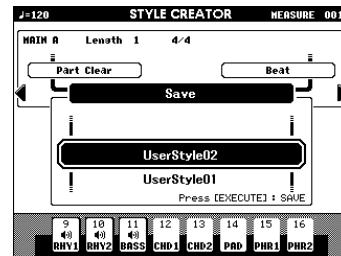 ♩=120 STYLE CREATOR MEASURE 001
MAIN A Length 1 4/4
Part Clear Beat
Save
UserStyle02
UserStyle01
Press [EXECUTE] : SAVE
9 10 11 12 13 14 15 16
RHY1 RHY2 BASS CHD1 CHD2 PAD PHR1 PHR2